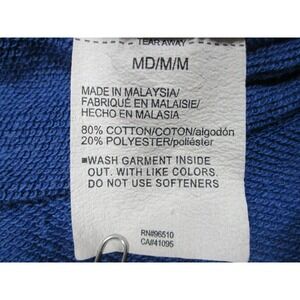 TEAR AWAY
MD/M/M
MADE IN MALAYSIA/
FABRIQUÉ EN MALAISIE/
HECHO EN MALASIA
80% COTTON/COTON/algodón
20% POLYESTER/poliéster
■WASH GARMENT INSIDE
OUT. WITH LIKE COLORS.
DO NOT USE SOFTENERS
RN#96510
CA#41095